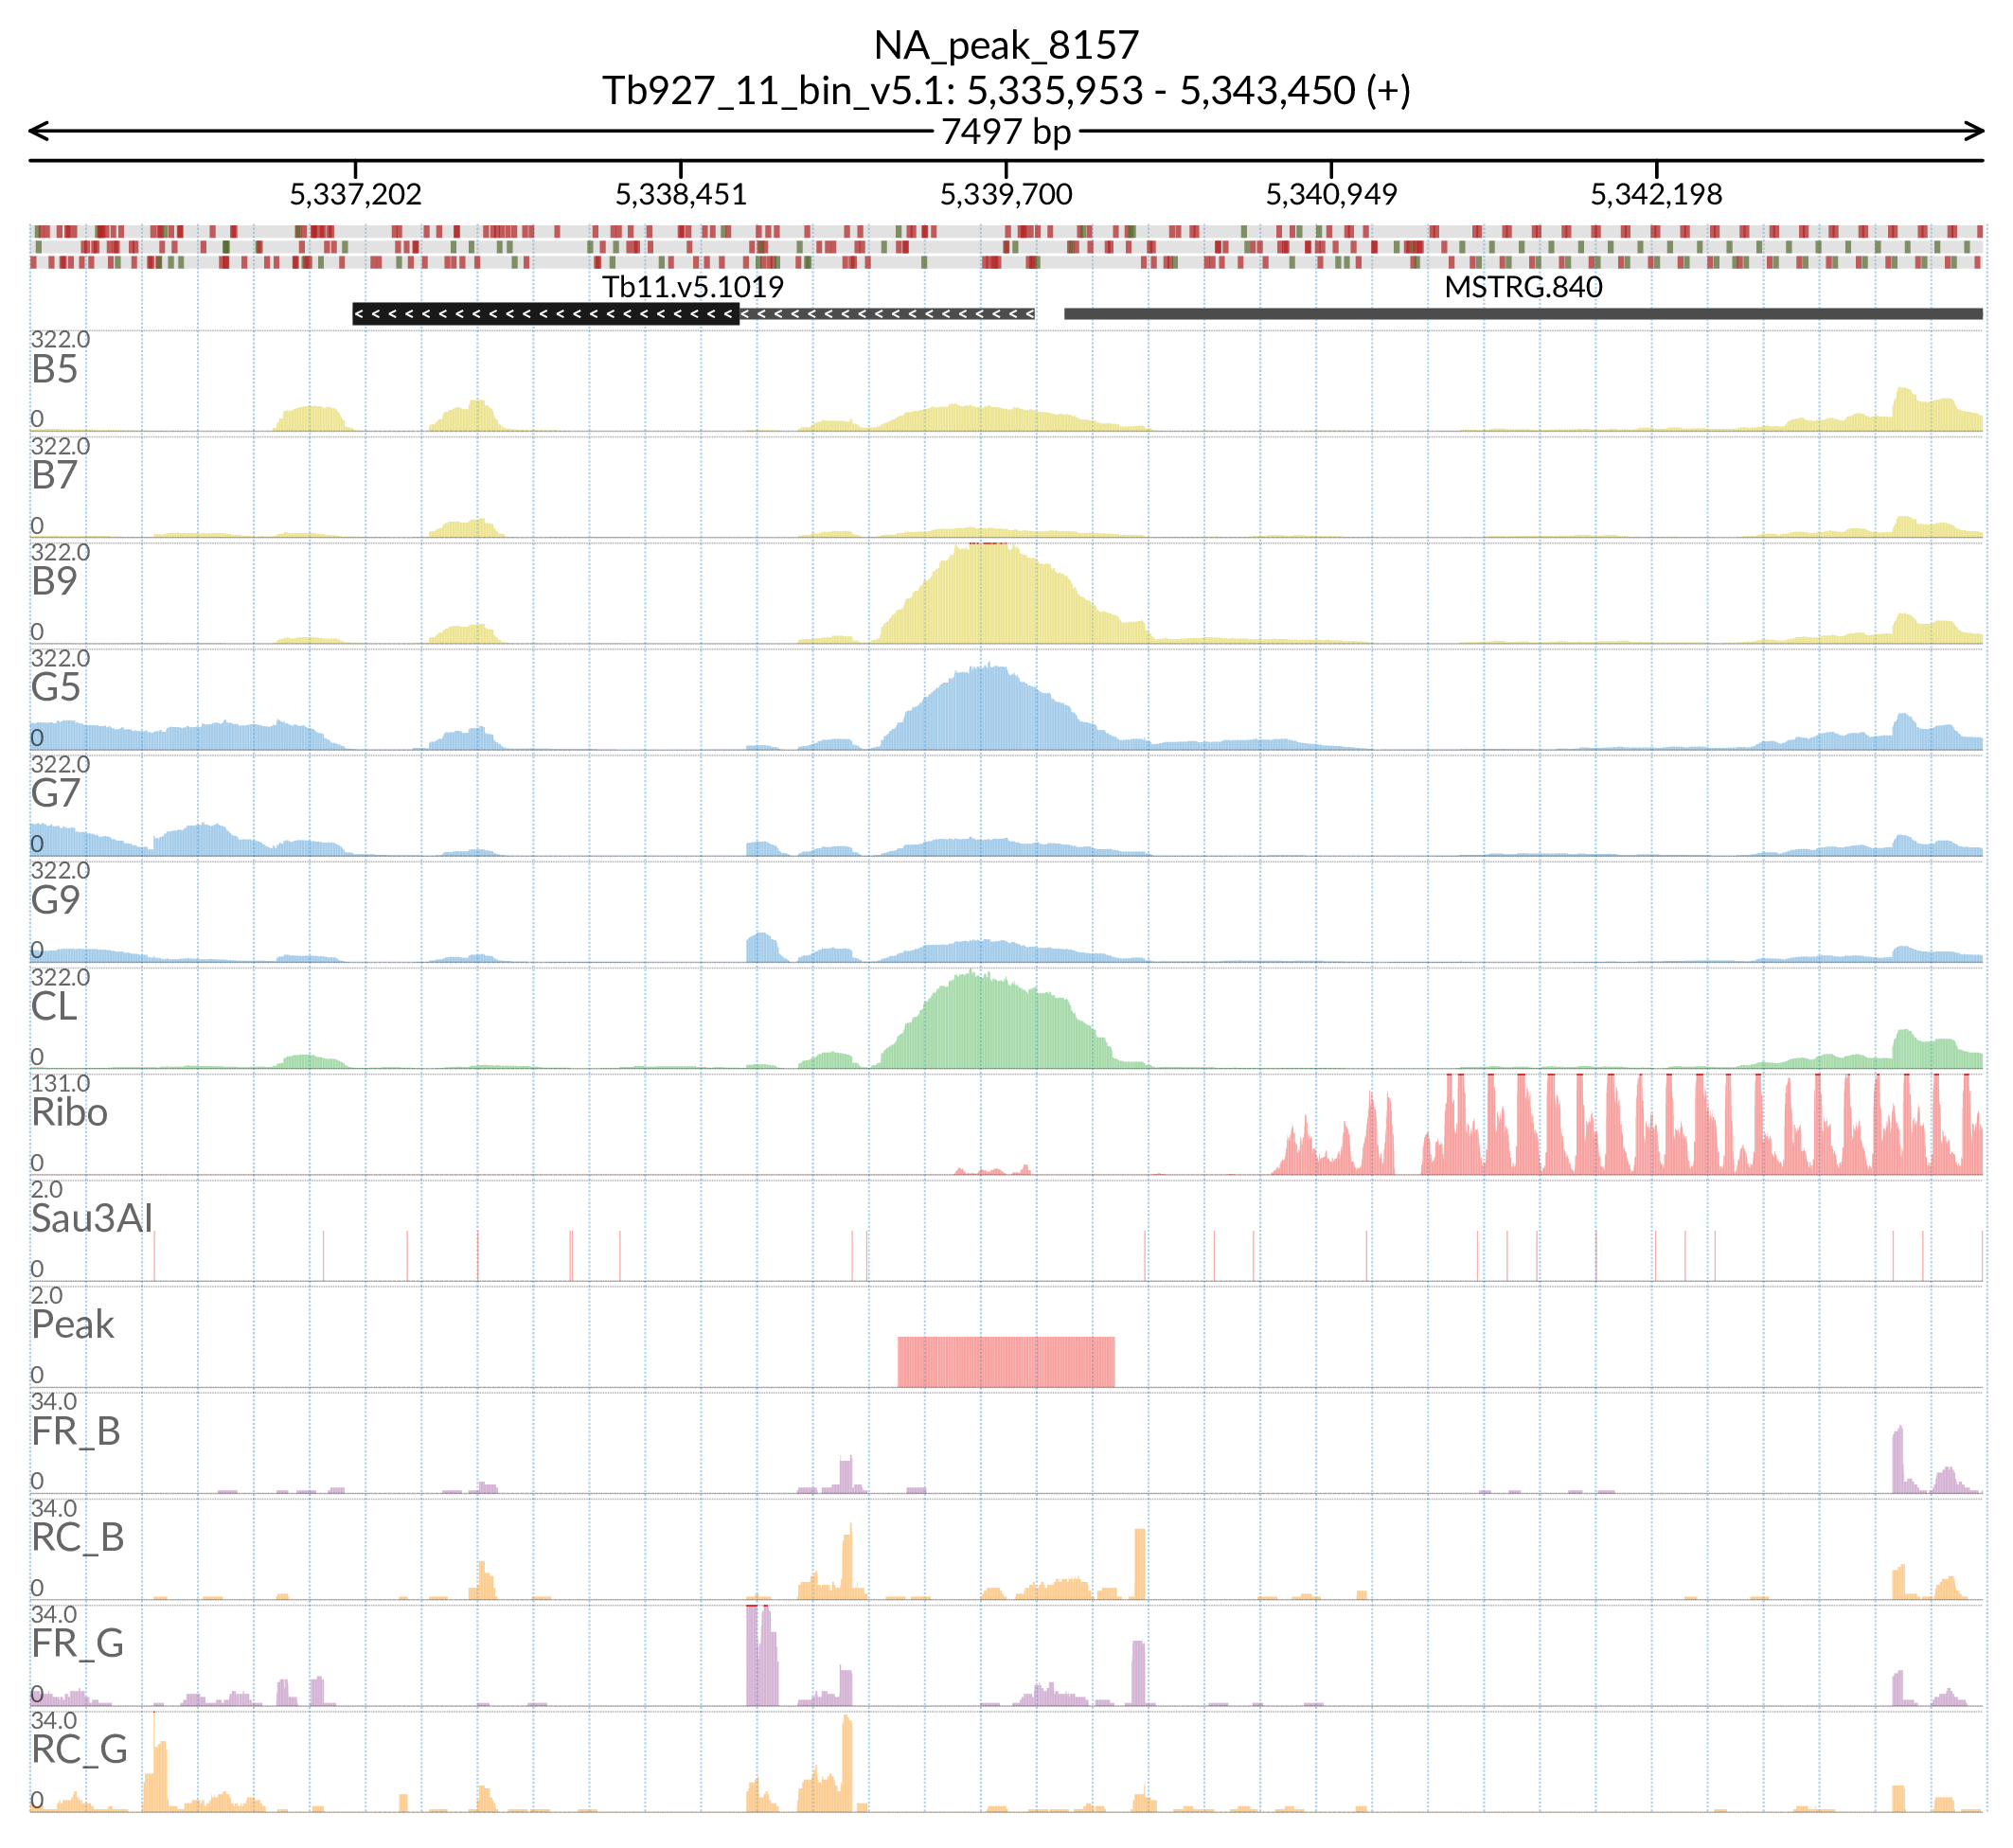 NA_peak_8157
Tb927_11_bin_v5.1: 5,335,953 - 5,343,450 (+)
7497 bp
5,337,202 5,338,451 5,339,700 5,340,949 5,342,198
Tb11.v5.1019 MSTRG.840
322.0
B5
0
322.0
B7
0
322.0
B9
0
322.0
G5
0
322.0
G7
0
322.0
G9
0
322.0
CL
0
131.0
Ribo
0
2.0
Sau3AI
0
2.0
Peak
0
34.0
FR_B
0
34.0
RC_B
0
34.0
FR_G
0
34.0
RC_G
0